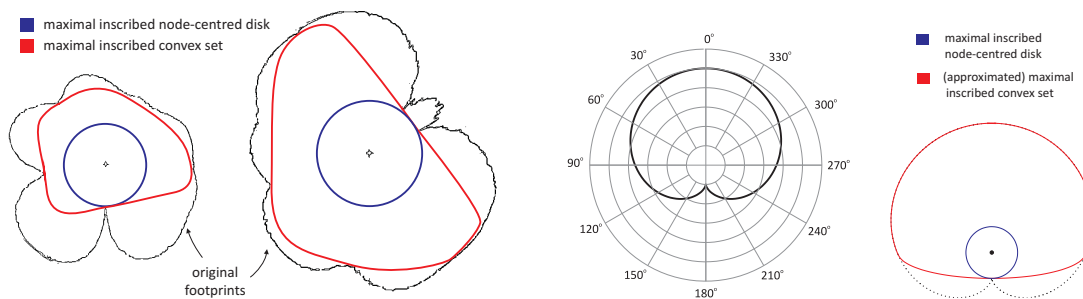 maximal inscribed node-centred disk
maximal inscribed convex set
original
footprints
0°
30°
330°
60°
300°
90°
270°
120°
240°
150°
210°
180°
maximal inscribed
node-centred disk
(approximated) maximal
inscribed convex set